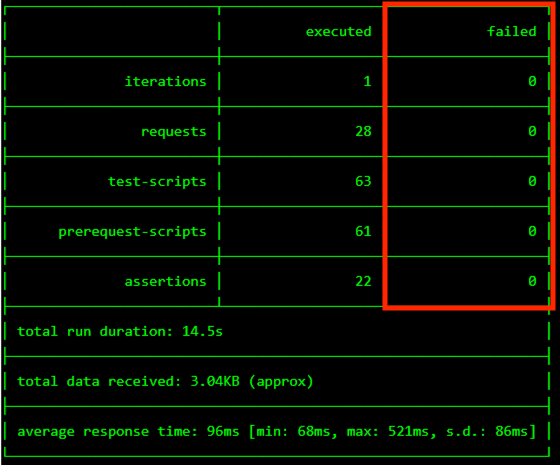 executed failed
iterations 1 0
requests 28 0
test-scripts 63 0
prerequest-scripts 61 0
assertions 22 0
total run duration: 14.5s
total data received: 3.04KB (approx)
average response time: 96ms [min: 68ms, max: 521ms, s.d.: 86ms]